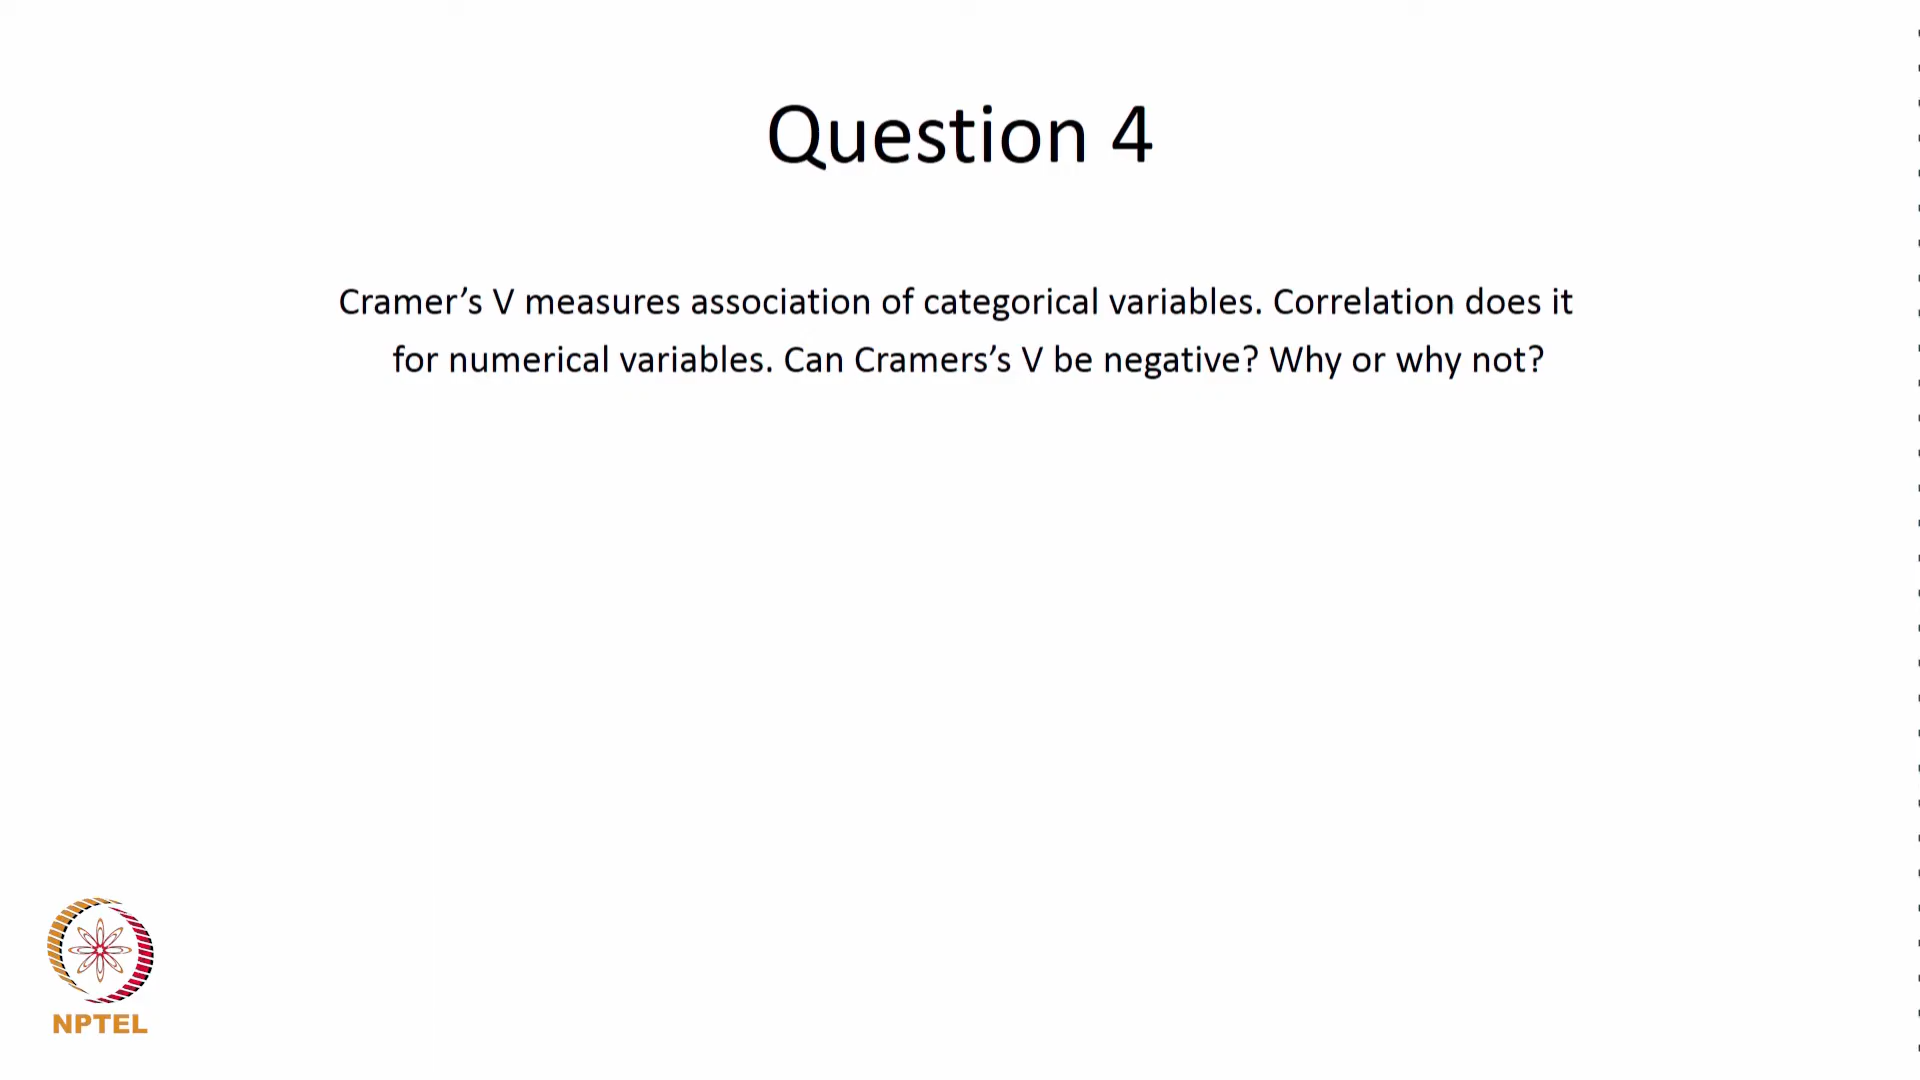 Question 4
Cramer’s V measures association of categorical variables. Correlation does it
for numerical variables. Can Cramers’s V be negative? Why or why not?
NPTEL